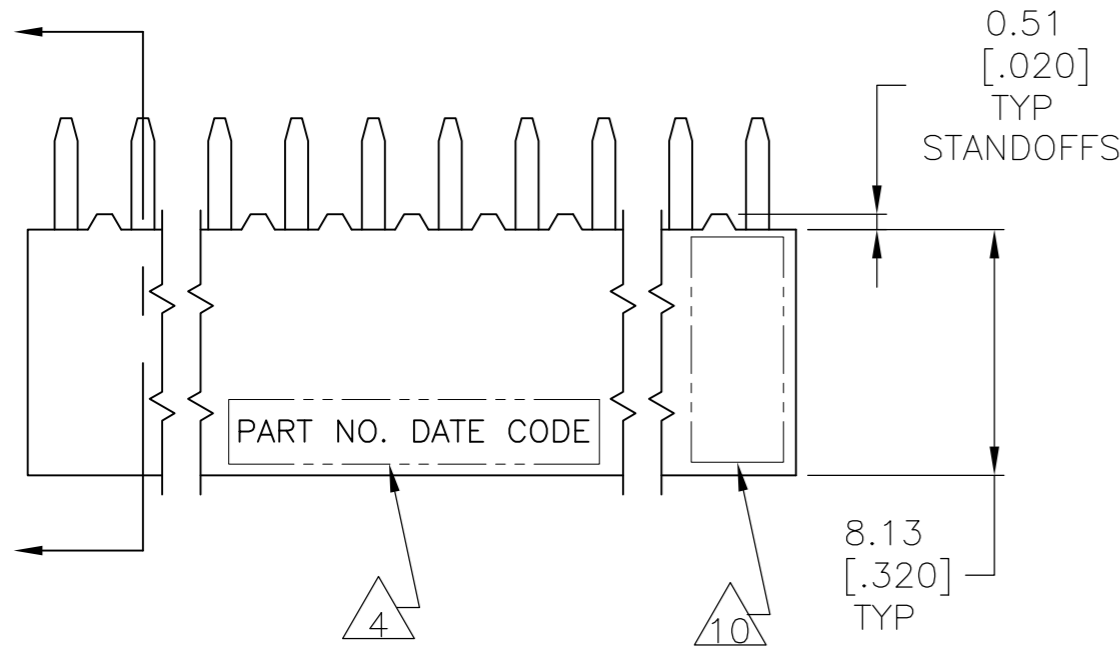 0.51
[.020]
TYP
STANDOFFS
PART NO. DATE CODE
8.13
[.320]
TYP
4
10